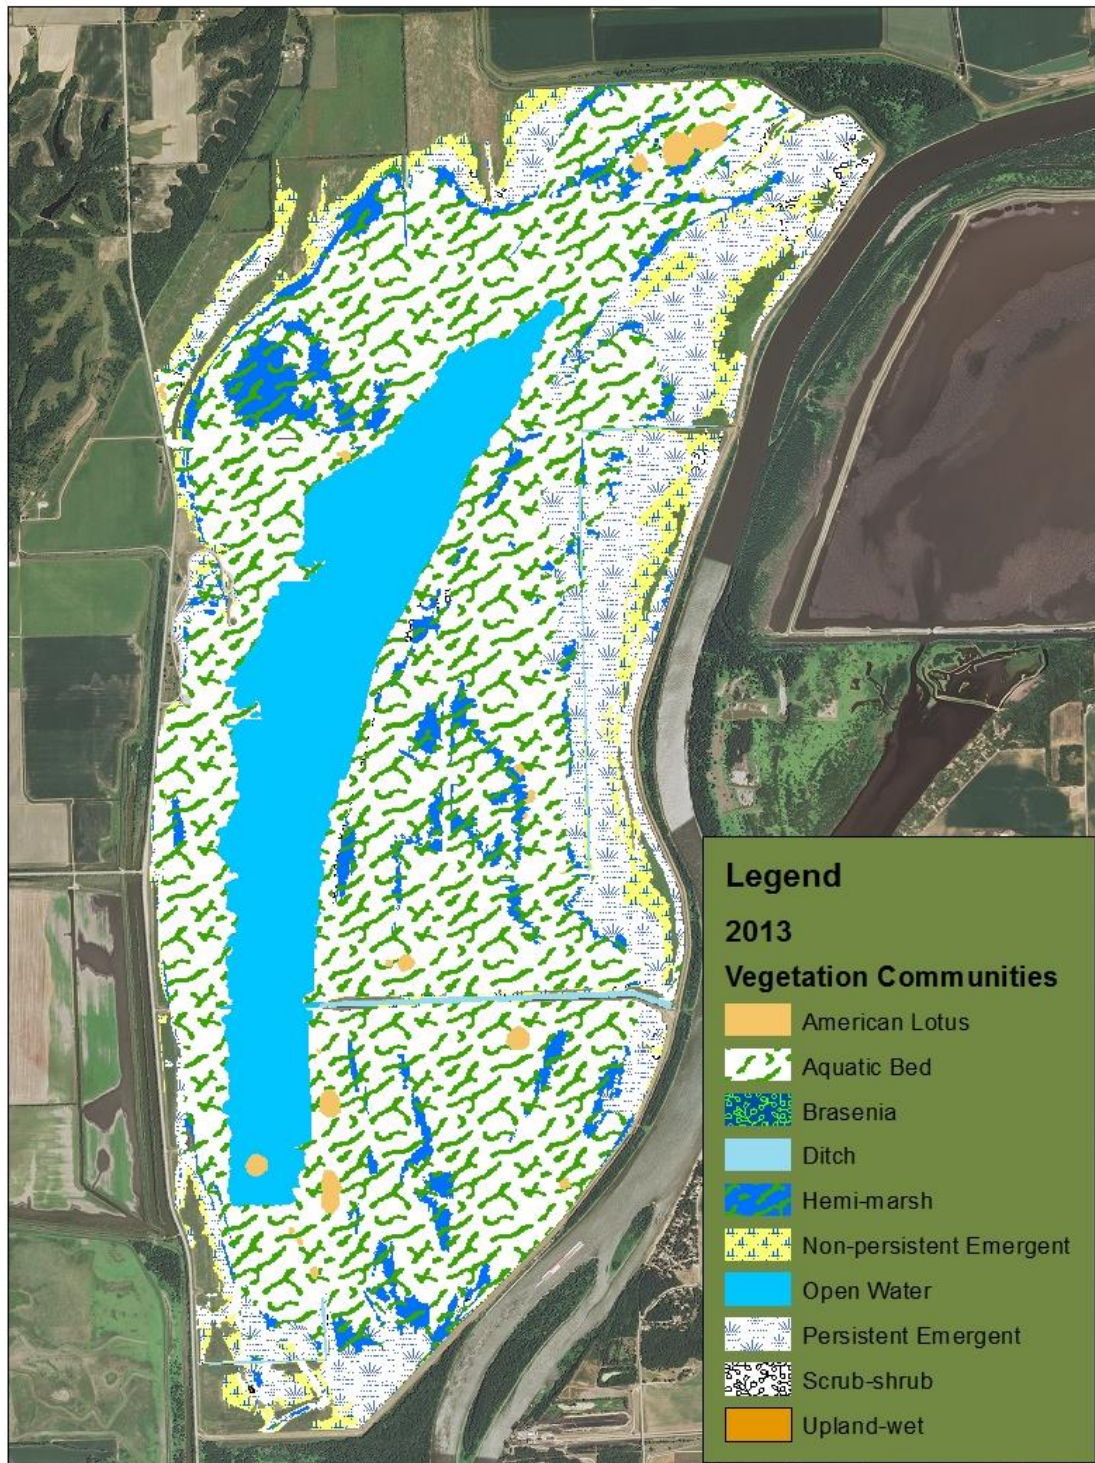 Legend
2013
Vegetation Communities
American Lotus
Aquatic Bed
Brasenia
Ditch
Hemi-marsh
Non-persistent Emergent
Open Water
Persistent Emergent
Scrub-shrub
Upland-wet